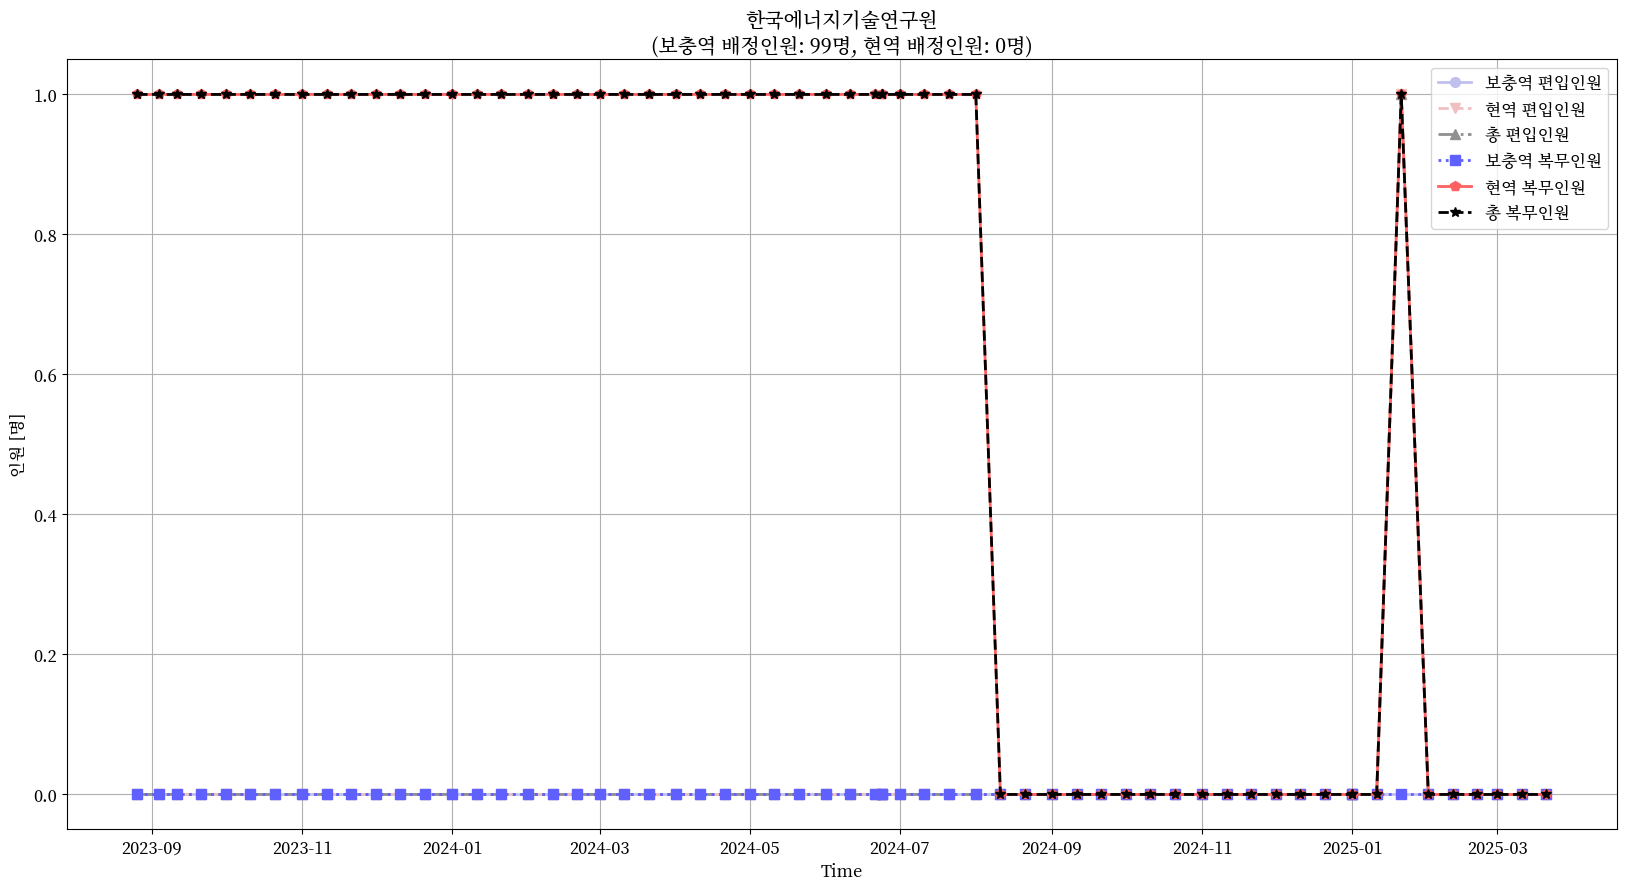 한국에너지기술연구원
(보충역 배정인원: 99명, 현역 배정인원: 0명)
보충역 편입인원
현역 편입인원
총 편입인원
보충역 복무인원
현역 복무인원
총 복무인원
인원 [명]
1.0
0.8
0.6
0.4
0.2
0.0
2023-09 2023-11 2024-01 2024-03 2024-05 2024-07 2024-09 2024-11 2025-01 2025-03
Time